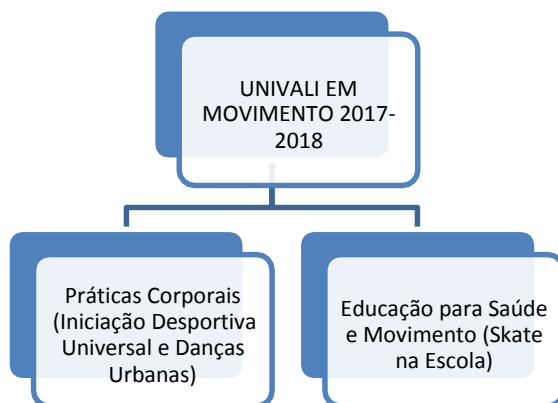 UNIVALI EM
MOVIMENTO 2017-
2018
Práticas Corporais
(Iniciação Desportiva
Universal e Danças
Urbanas)
Educação para Saúde
e Movimento (Skate
na Escola)